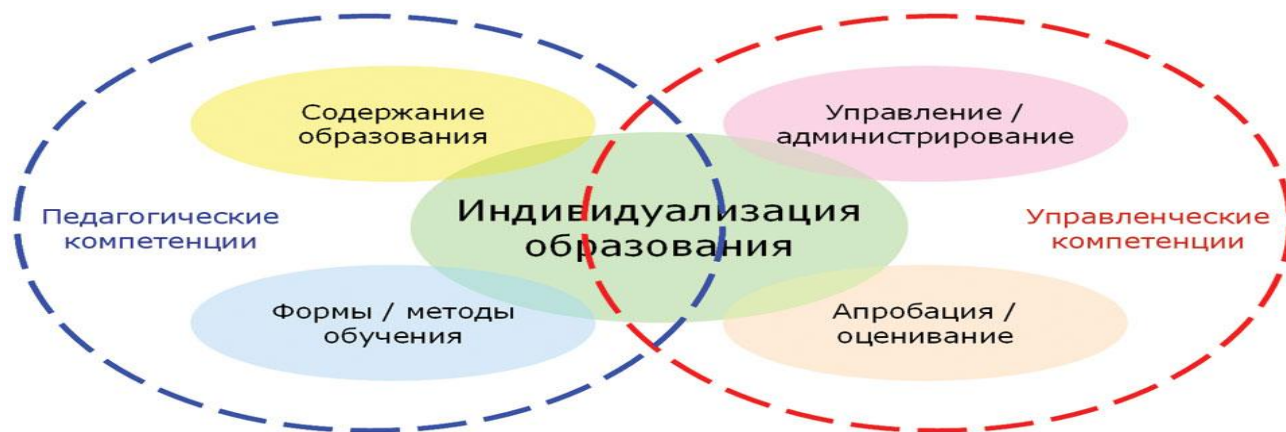 Содержание
образования
Управление /
администрирование
Педагогические
компетенции
Индивидуализация
образования
Управленческие
компетенции
Формы / методы
обучения
Апробация /
оценивание